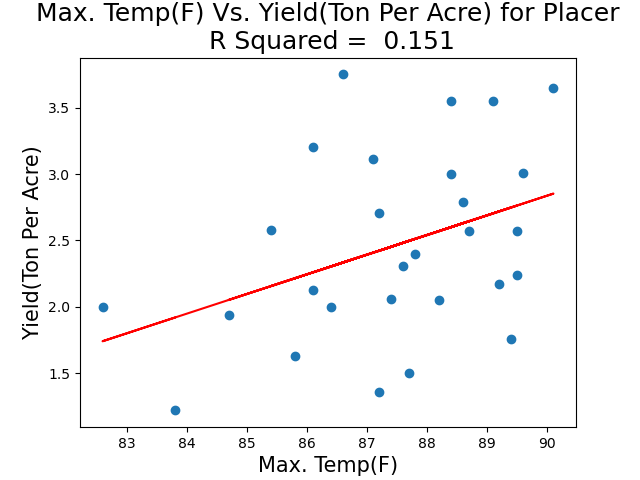 Max. Temp(F) Vs. Yield(Ton Per Acre) for Placer
R Squared =  0.151
Yield(Ton Per Acre)
3.5
3.0
2.5
2.0
1.5
83 84 85 86 87 88 89 90
Max. Temp(F)